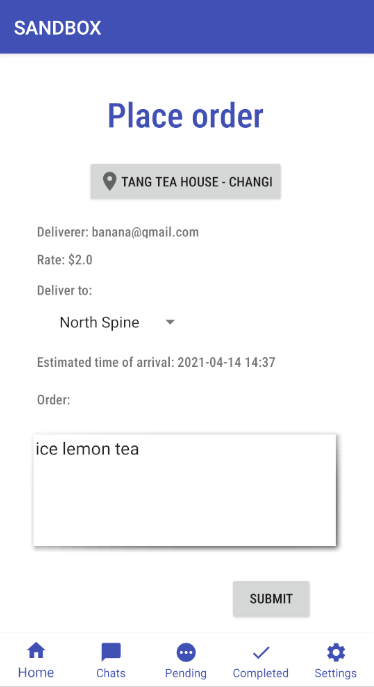 SANDBOX
Place order
TANG TEA HOUSE - CHANGI
Deliverer: banana@gmail.com
Rate: $2.0
Deliver to:
North Spine
Estimated time of arrival: 2021-04-14 14:37
Order:
ice lemon tea
SUBMIT
Home Chats Pending Completed Settings